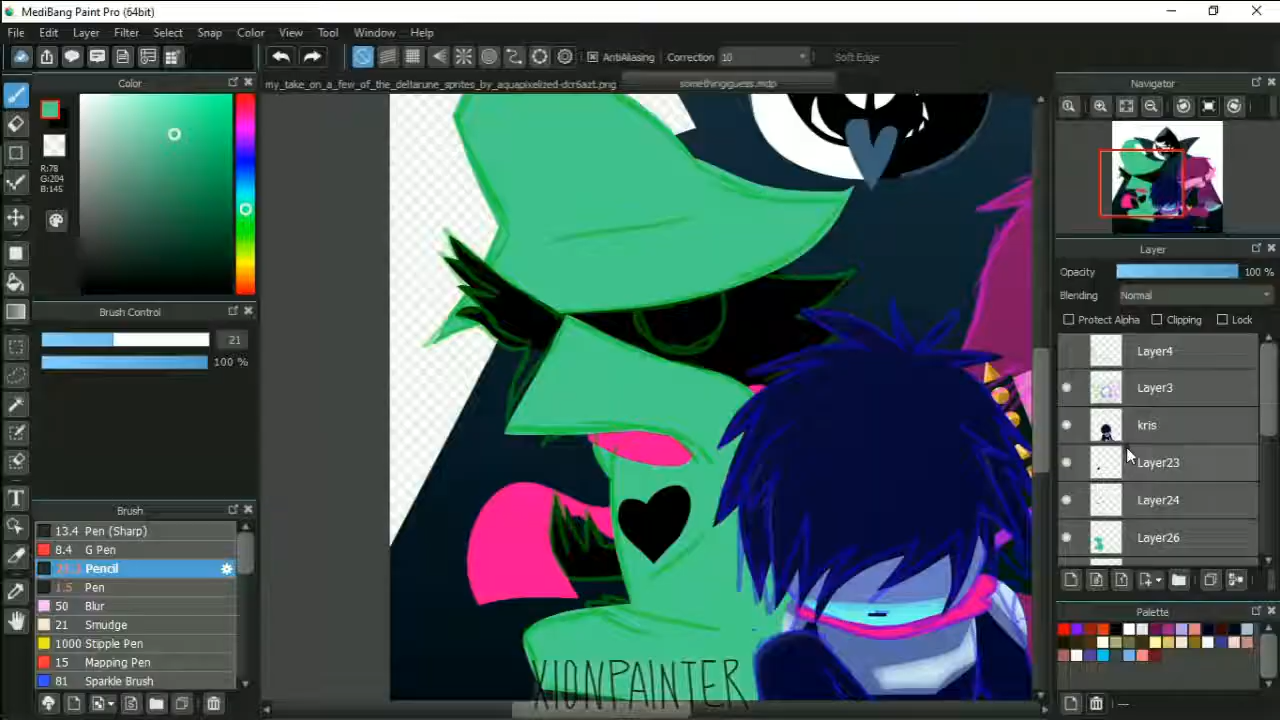 MediBang Paint Pro (64bit)
File Edit Layer Filter Select Snap Color View Tool Window Help
AntiAliasing Correction 10 Soft Edge
my_take_on_a_few_of_the_deltarune_sprites_by_aquapixelized-dcr6azt.png
Color
R:78
G:204
B:145
Brush Control
21
100 %
Brush
13.4 Pen (Sharp)
8.4 G Pen
Pencil
1.5 Pen
50 Blur
21 Smudge
1000 Stipple Pen
15 Mapping Pen
81 Sparkle Brush
XIONPAINTER
Navigator
Layer
Opacity 100 %
Blending Normal
Protect Alpha Clipping Lock
Layer4
Layer3
kris
Layer23
Layer24
Layer26
Palette